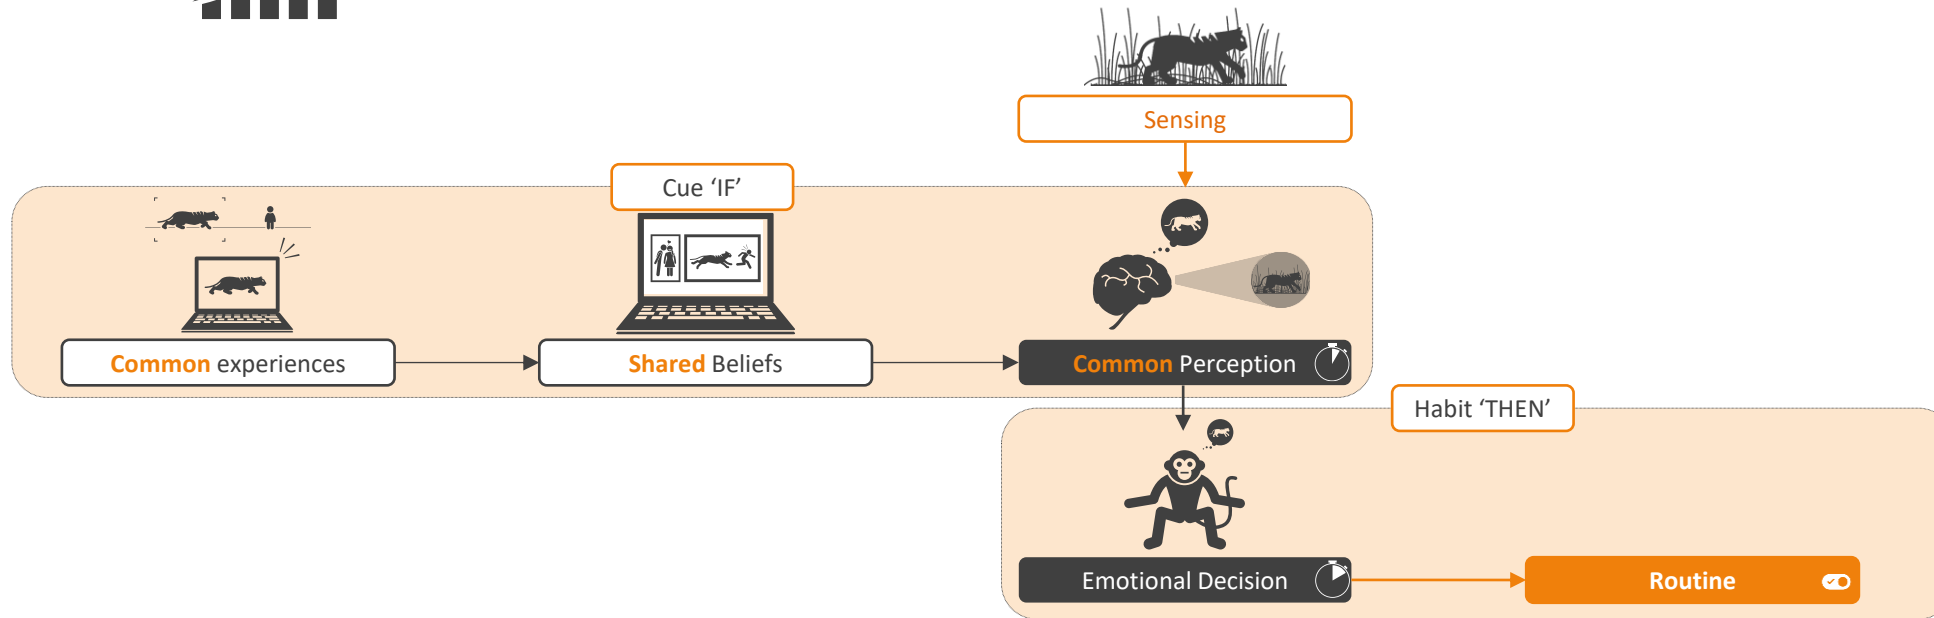 Sensing
Cue ‘IF’
Common experiences
Shared Beliefs
Common Perception
Habit ‘THEN’
Emotional Decision
Routine